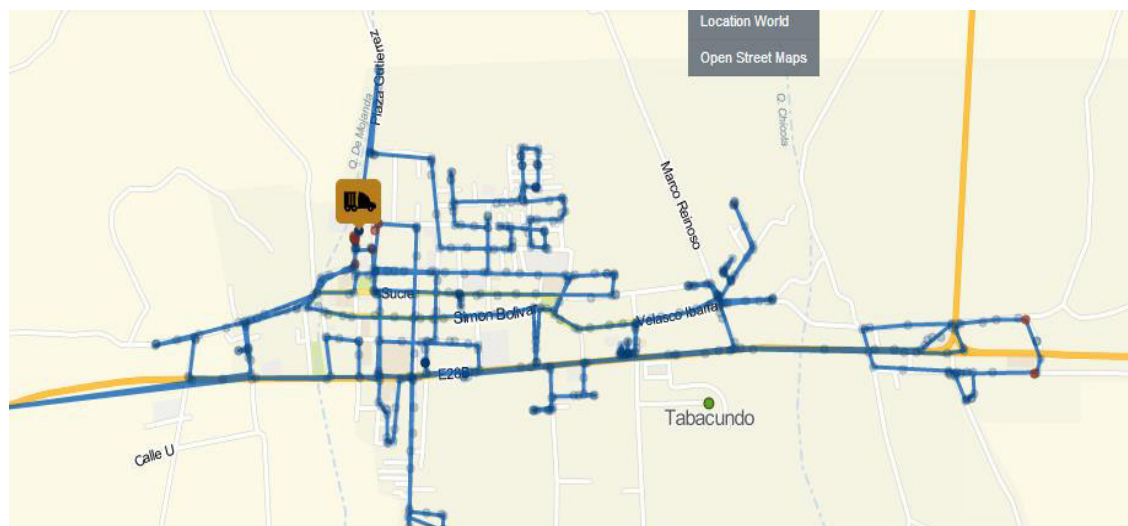 Location World
Open Street Maps
Plaza Gutierrez
Q. De Mojanda
Q. Chicota
Marco Reinoso
Sucre
Simon Bolivar
Velasco Ibarra
E28B
Tabacundo
Calle U